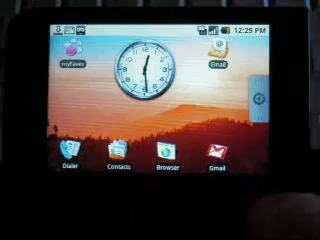 12:29 PM
myFaves
Email
Dialer
Contacts
Browser
Gmail